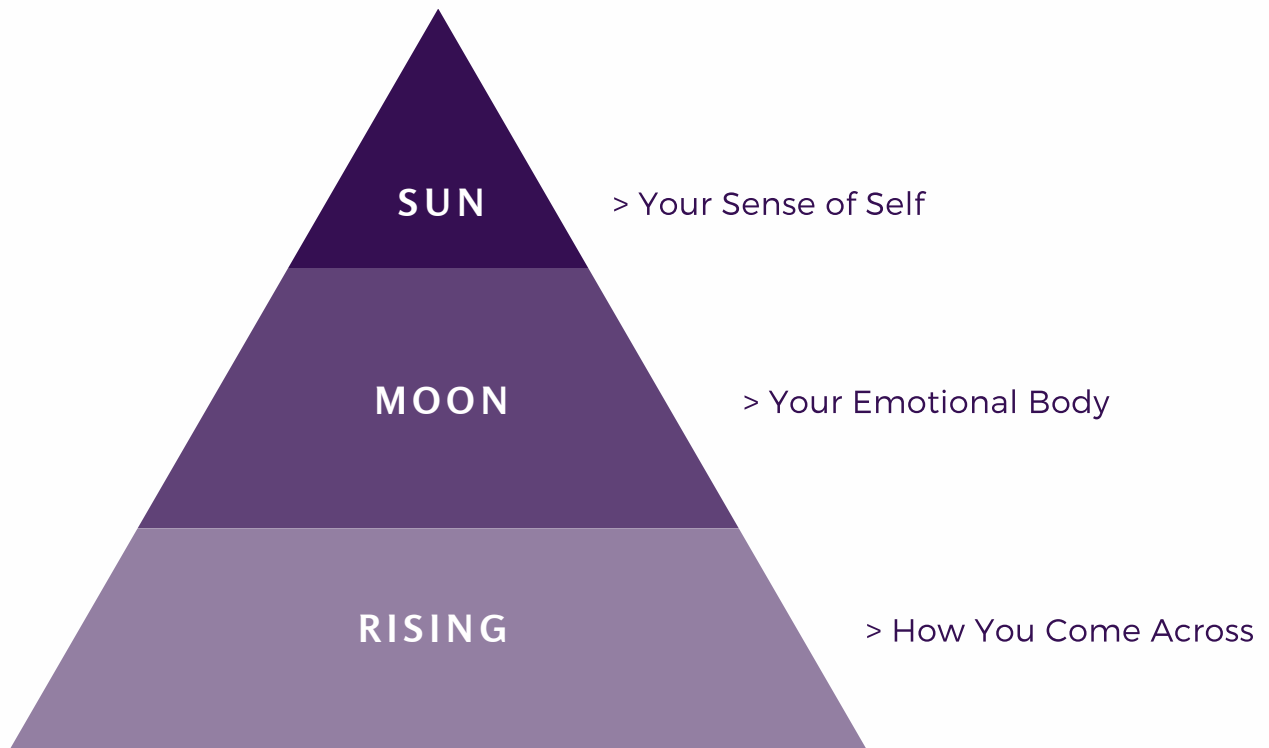 SUN
> Your Sense of Self
MOON
> Your Emotional Body
RISING
> How You Come Across